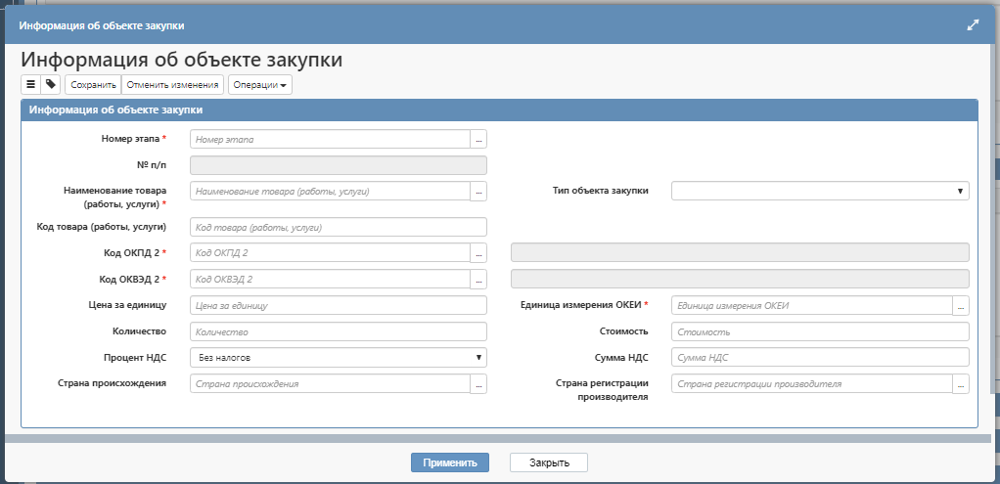 Информация об объекте закупки
Информация об объекте закупки
Сохранить Отменить изменения Операции
Информация об объекте закупки
Номер этапа * Номер этапа ...
№ п/п
Наименование товара (работы, услуги) * Наименование товара (работы, услуги) ... Тип объекта закупки
Код товара (работы, услуги) Код товара (работы, услуги)
Код ОКПД 2 * Код ОКПД 2 ...
Код ОКВЭД 2 * Код ОКВЭД 2 ...
Цена за единицу Цена за единицу Единица измерения ОКЕИ * Единица измерения ОКЕИ ...
Количество Количество Стоимость Стоимость
Процент НДС Без налогов Сумма НДС Сумма НДС
Страна происхождения Страна происхождения ... Страна регистрации производителя Страна регистрации производителя ...
Применить Закрыть